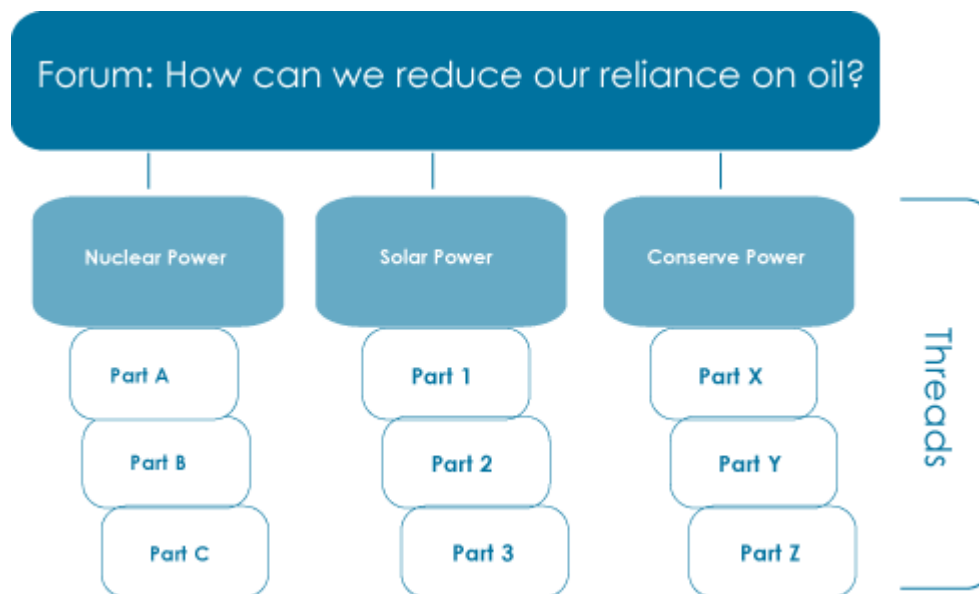 Forum: How can we reduce our reliance on oil?
Nuclear Power
Solar Power
Conserve Power
Part A
Part 1
Part X
Part B
Part 2
Part Y
Part C
Part 3
Part Z
Threads